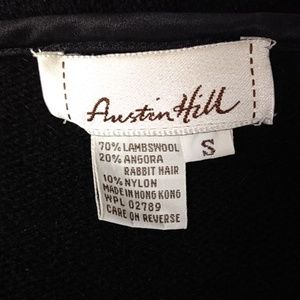 Austin Hill
70% LAMBSWOOL
20% ANGORA
RABBIT HAIR
10% NYLON
MADE IN HONG KONG
WPL 02789
CARE ON REVERSE
S